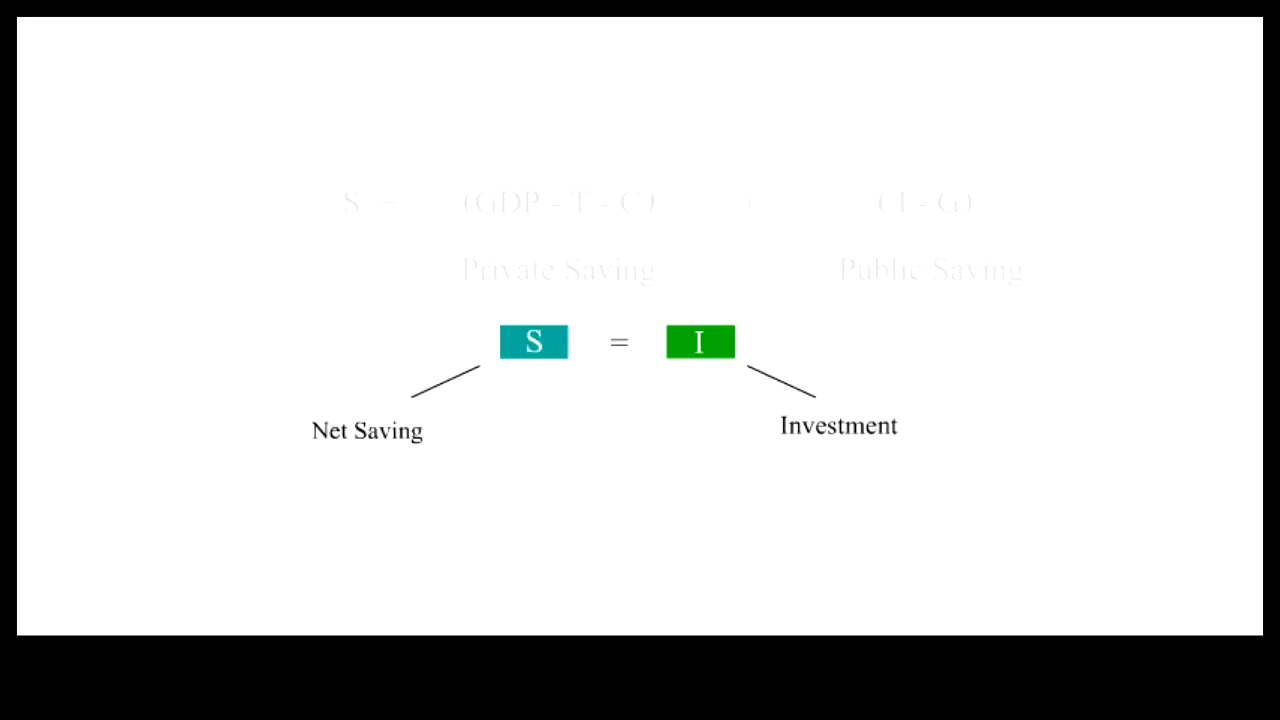 S = (GDP - T - C) (T - G)
Private Saving Public Saving
S = I
Net Saving Investment